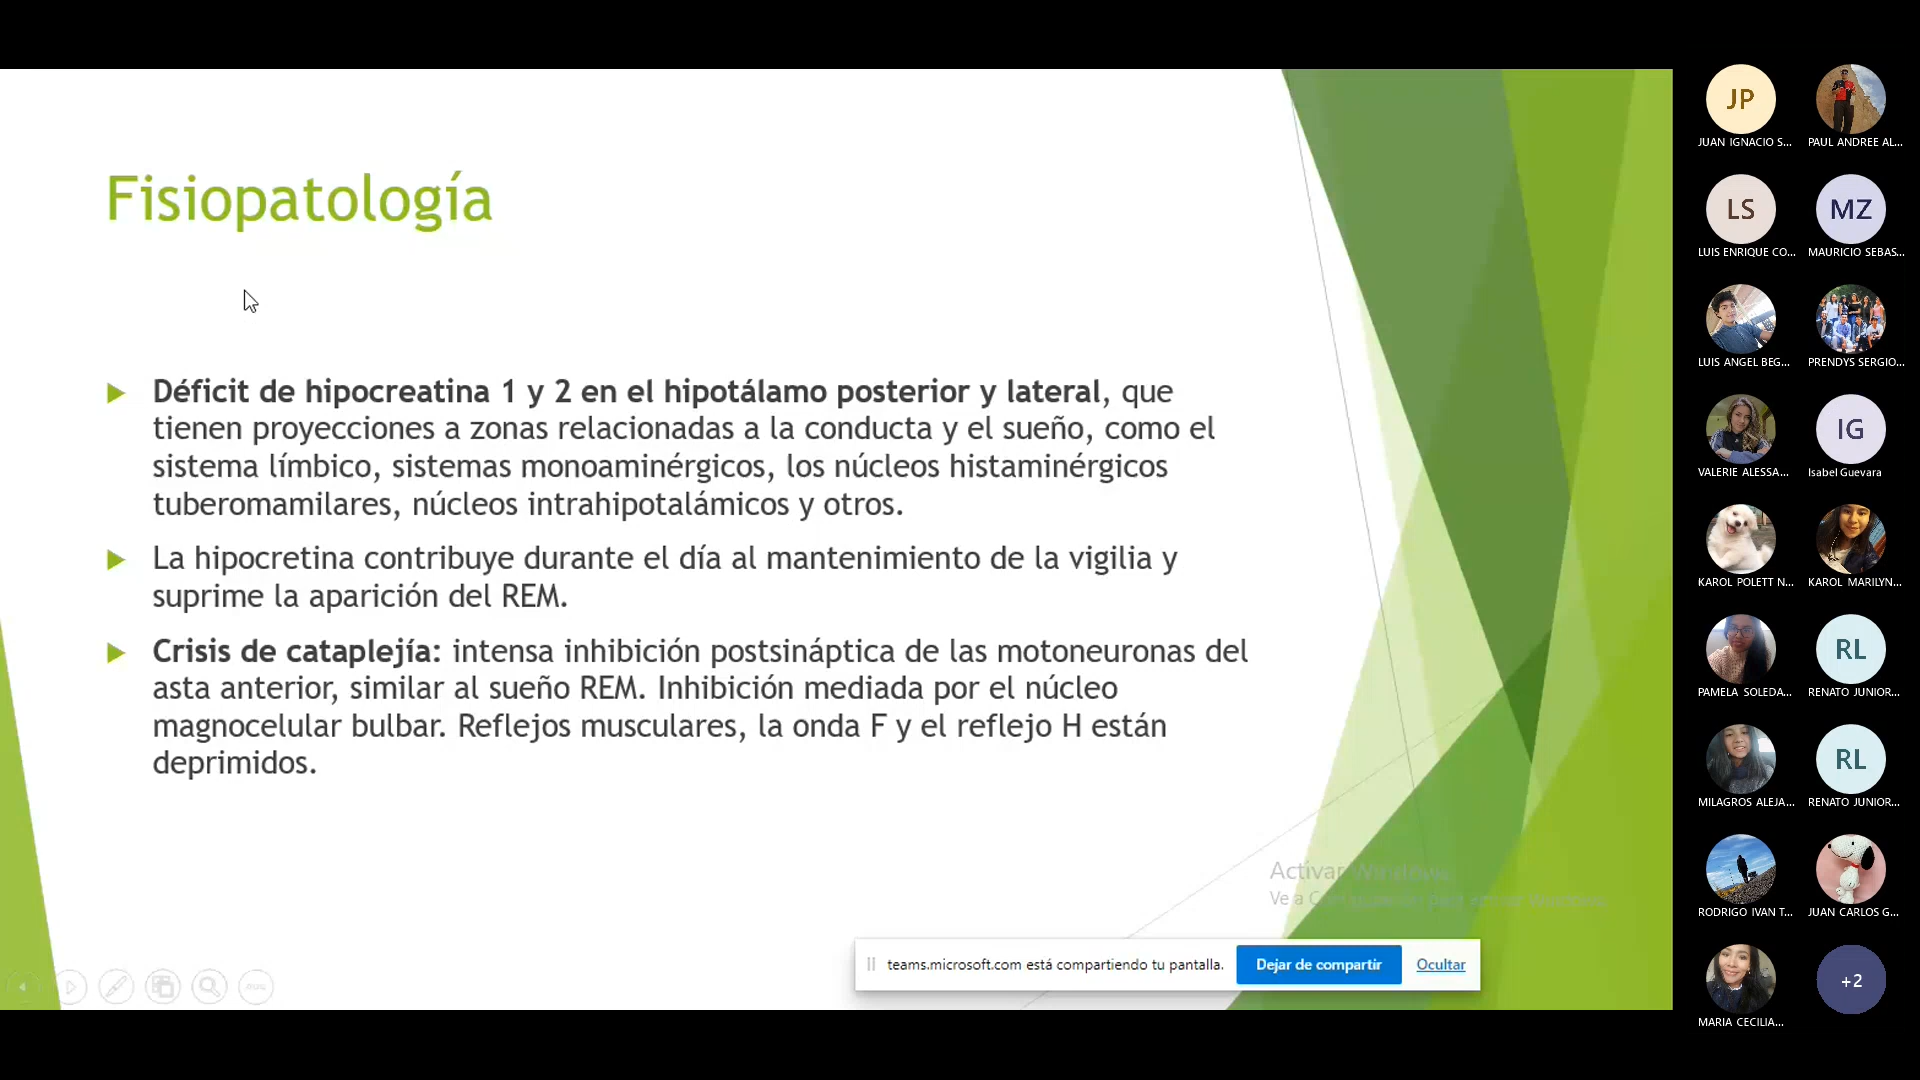 Fisiopatología
Déficit de hipocreatina 1 y 2 en el hipotálamo posterior y lateral, que
tienen proyecciones a zonas relacionadas a la conducta y el sueño, como el
sistema límbico, sistemas monoaminérgicos, los núcleos histaminérgicos
tuberomamilares, núcleos intrahipotalámicos y otros.
La hipocretina contribuye durante el día al mantenimiento de la vigilia y
suprime la aparición del REM.
Crisis de cataplejía: intensa inhibición postsináptica de las motoneuronas del
asta anterior, similar al sueño REM. Inhibición mediada por el núcleo
magnocelular bulbar. Reflejos musculares, la onda F y el reflejo H están
deprimidos.
Activar Windows
Ve a
teams.microsoft.com está compartiendo tu pantalla.
Dejar de compartir
Ocultar
JP
JUAN IGNACIO S...
PAUL ANDREE AL...
LS
MZ
LUIS ENRIQUE CO...
MAURICIO SEBAS...
LUIS ANGEL BEG...
PRENDYS SERGIO...
IG
VALERIE ALESSA...
Isabel Guevara
KAROL POLETT N...
KAROL MARILYN...
RL
PAMELA SOLEDA...
RENATO JUNIOR...
RL
MILAGROS ALEJA...
RENATO JUNIOR...
RODRIGO IVAN T...
JUAN CARLOS G...
+2
MARIA CECILIA...